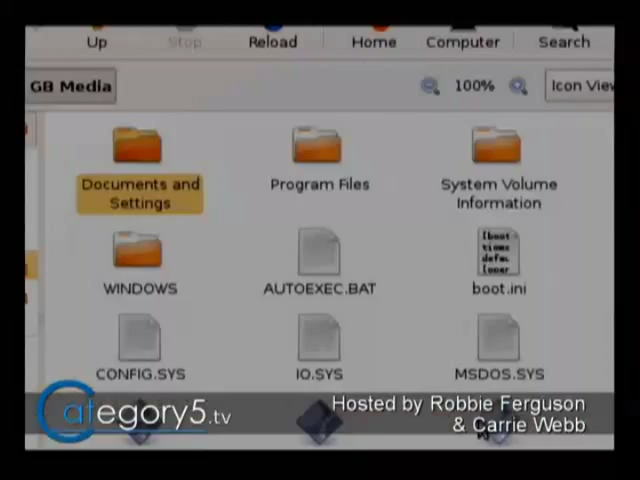 Up Stop Reload Home Computer Search
GB Media 100% Icon View
Documents and Settings Program Files System Volume Information
WINDOWS AUTOEXEC.BAT boot.ini
CONFIG.SYS IO.SYS MSDOS.SYS
Category5.tv
Hosted by Robbie Ferguson
& Carrie Webb